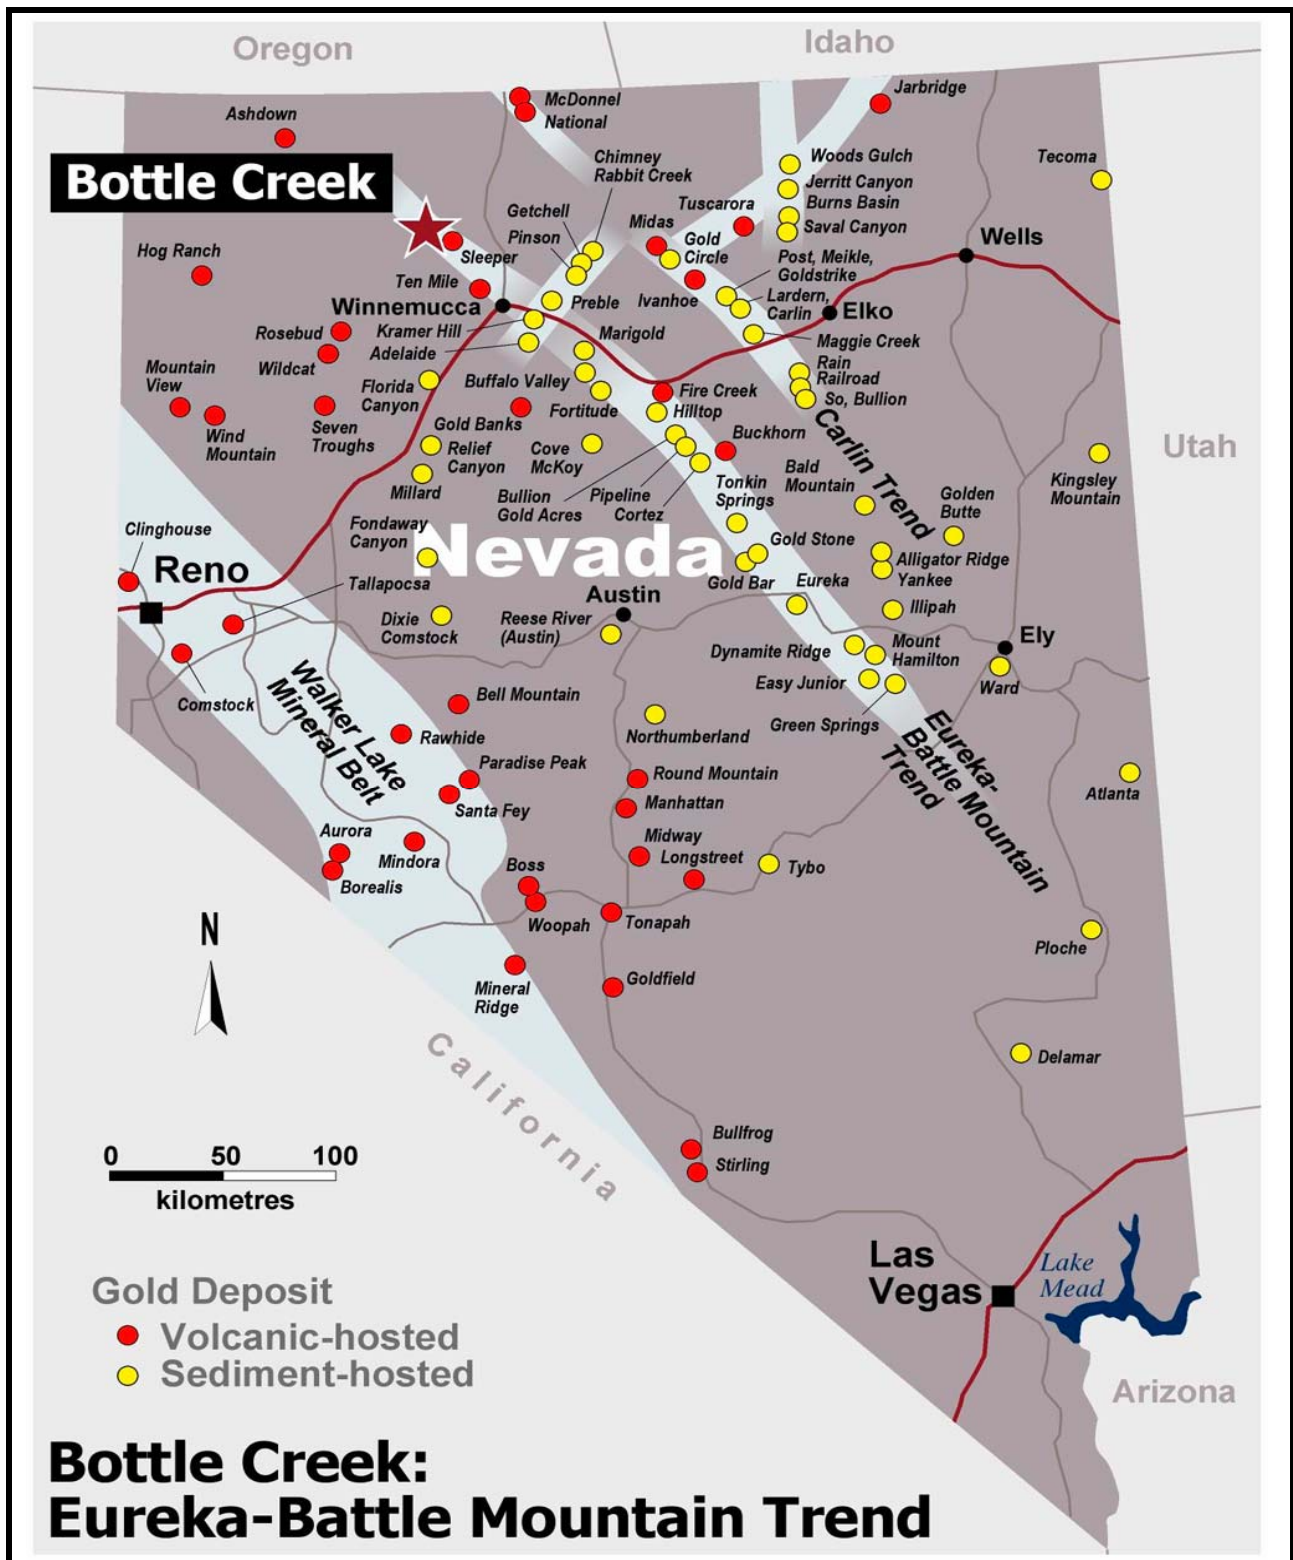 Oregon
Idaho
Jarbridge
McDonnel
National
Ashdown
Chimney
Rabbit Creek
Woods Gulch
Tecoma
Bottle Creek
Jerritt Canyon
Burns Basin
Saval Canyon
Getchell
Tuscarora
Midas
Pinson
Gold
Circle
Wells
Hog Ranch
Sleeper
Post, Meikle,
Goldstrike
Ten Mile
Ivanhoe
Lardern,
Carlin
Winnemucca
Preble
Elko
Rosebud
Kramer Hill
Marigold
Maggie Creek
Adelaide
Wildcat
Rain
Railroad
So, Bullion
Mountain
View
Florida
Canyon
Buffalo Valley
Fire Creek
Hilltop
Fortitude
Wind
Mountain
Seven
Troughs
Gold Banks
Buckhorn
Carlin Trend
Relief
Canyon
Cove
McKoy
Utah
Bald
Mountain
Kingsley
Mountain
Millard
Bullion
Gold Acres
Pipeline
Cortez
Tonkin
Springs
Golden
Butte
Clinghouse
Fondaway
Canyon
Nevada
Gold Stone
Alligator Ridge
Yankee
Reno
Tallapocsa
Gold Bar
Eureka
Austin
Illipah
Dixie
Comstock
Reese River
(Austin)
Ely
Dynamite Ridge
Mount
Hamilton
Easy Junior
Ward
Comstock
Walker Lake
Mineral Belt
Bell Mountain
Green Springs
Rawhide
Northumberland
Eureka-
Battle Mountain
Trend
Paradise Peak
Round Mountain
Santa Fey
Manhattan
Atlanta
Aurora
Midway
Mindora
Longstreet
Boss
Tybo
Borealis
Woopah
Tonapah
N
Ploche
Mineral
Ridge
Goldfield
California
Delamar
Bullfrog
Stirling
0 50 100
kilometres
Las
Vegas
Lake
Mead
Gold Deposit
Volcanic-hosted
Sediment-hosted
Arizona
Bottle Creek:
Eureka-Battle Mountain Trend